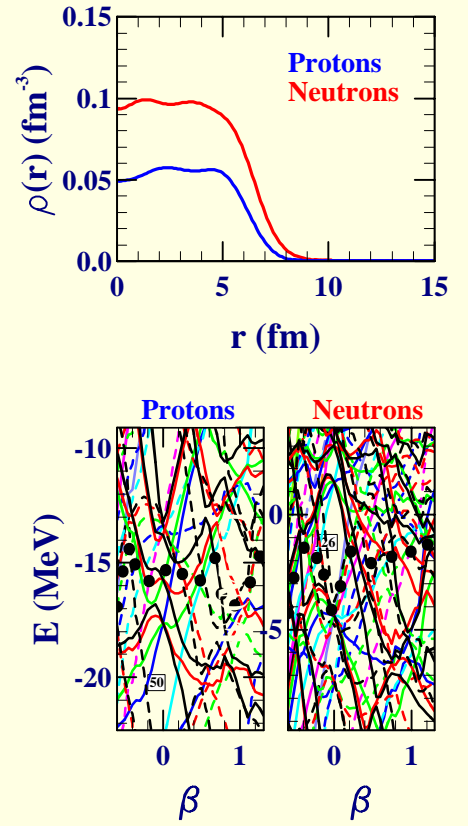 0.15
0.1
0.05
0.0
ρ(r) (fm⁻³)
Protons
Neutrons
0 5 10 15
r (fm)
Protons Neutrons
-10
-15
-20
E (MeV)
50
0
-5
126
0 1 0 1
β β